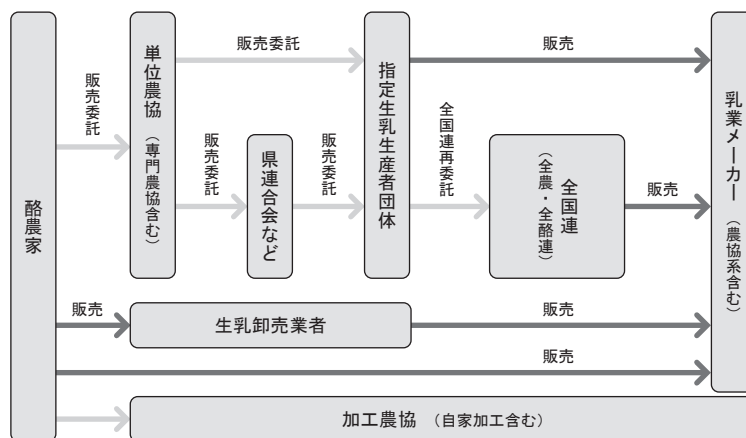 酪農家
販売委託
単位農協（専門農協含む）
販売委託
販売委託
県連合会など
販売委託
指定生乳生産者団体
販売
全国連再委託
全国連
（全農・全酪連）
販売
乳業メーカー（農協系含む）
販売
生乳卸売業者
販売
販売
加工農協 （自家加工含む）